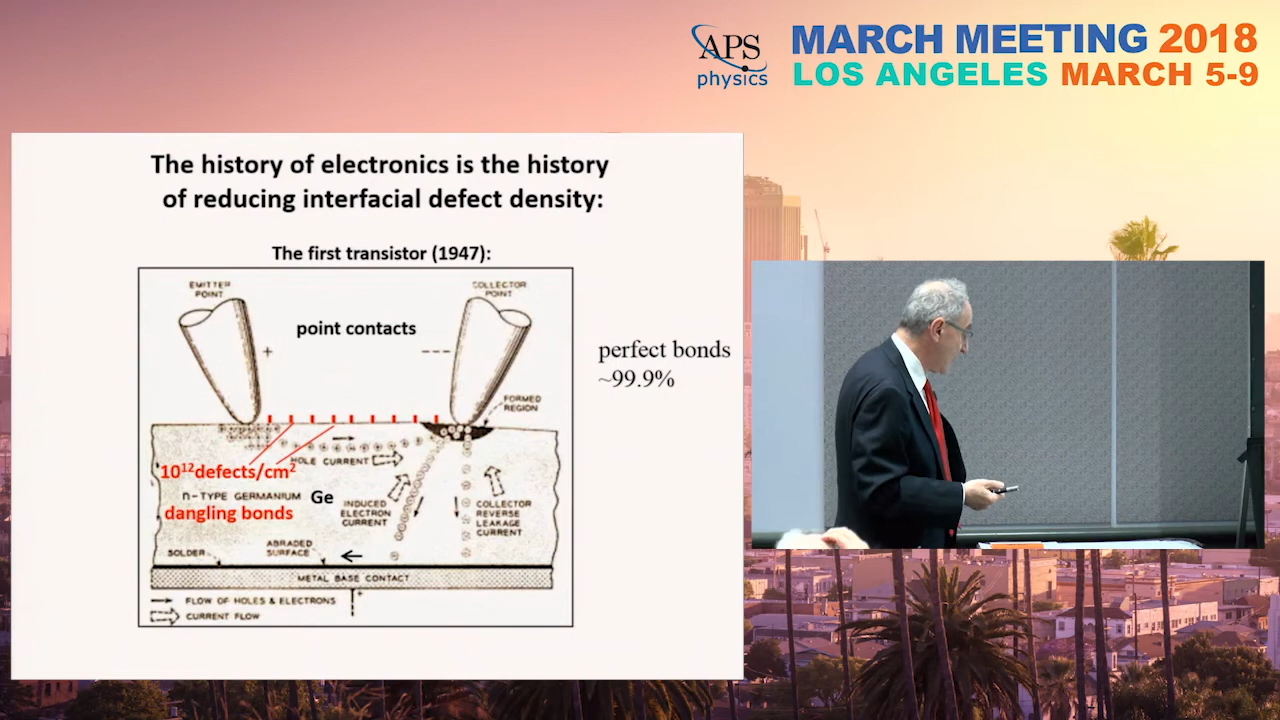 APS
physics
MARCH MEETING 2018
LOS ANGELES MARCH 5-9
The history of electronics is the history
of reducing interfacial defect density:
The first transistor (1947):
EMITTER
POINT
COLLECTOR
POINT
point contacts
+
---
perfect bonds
~99.9%
FORMED
REGION
HOLE CURRENT
10¹²defects/cm²
n-TYPE GERMANIUM
Ge
dangling bonds
INDUCED
ELECTRON
CURRENT
COLLECTOR
REVERSE
LEAKAGE
CURRENT
SOLDER
ABRADED
SURFACE
METAL BASE CONTACT
+
FLOW OF HOLES & ELECTRONS
CURRENT FLOW